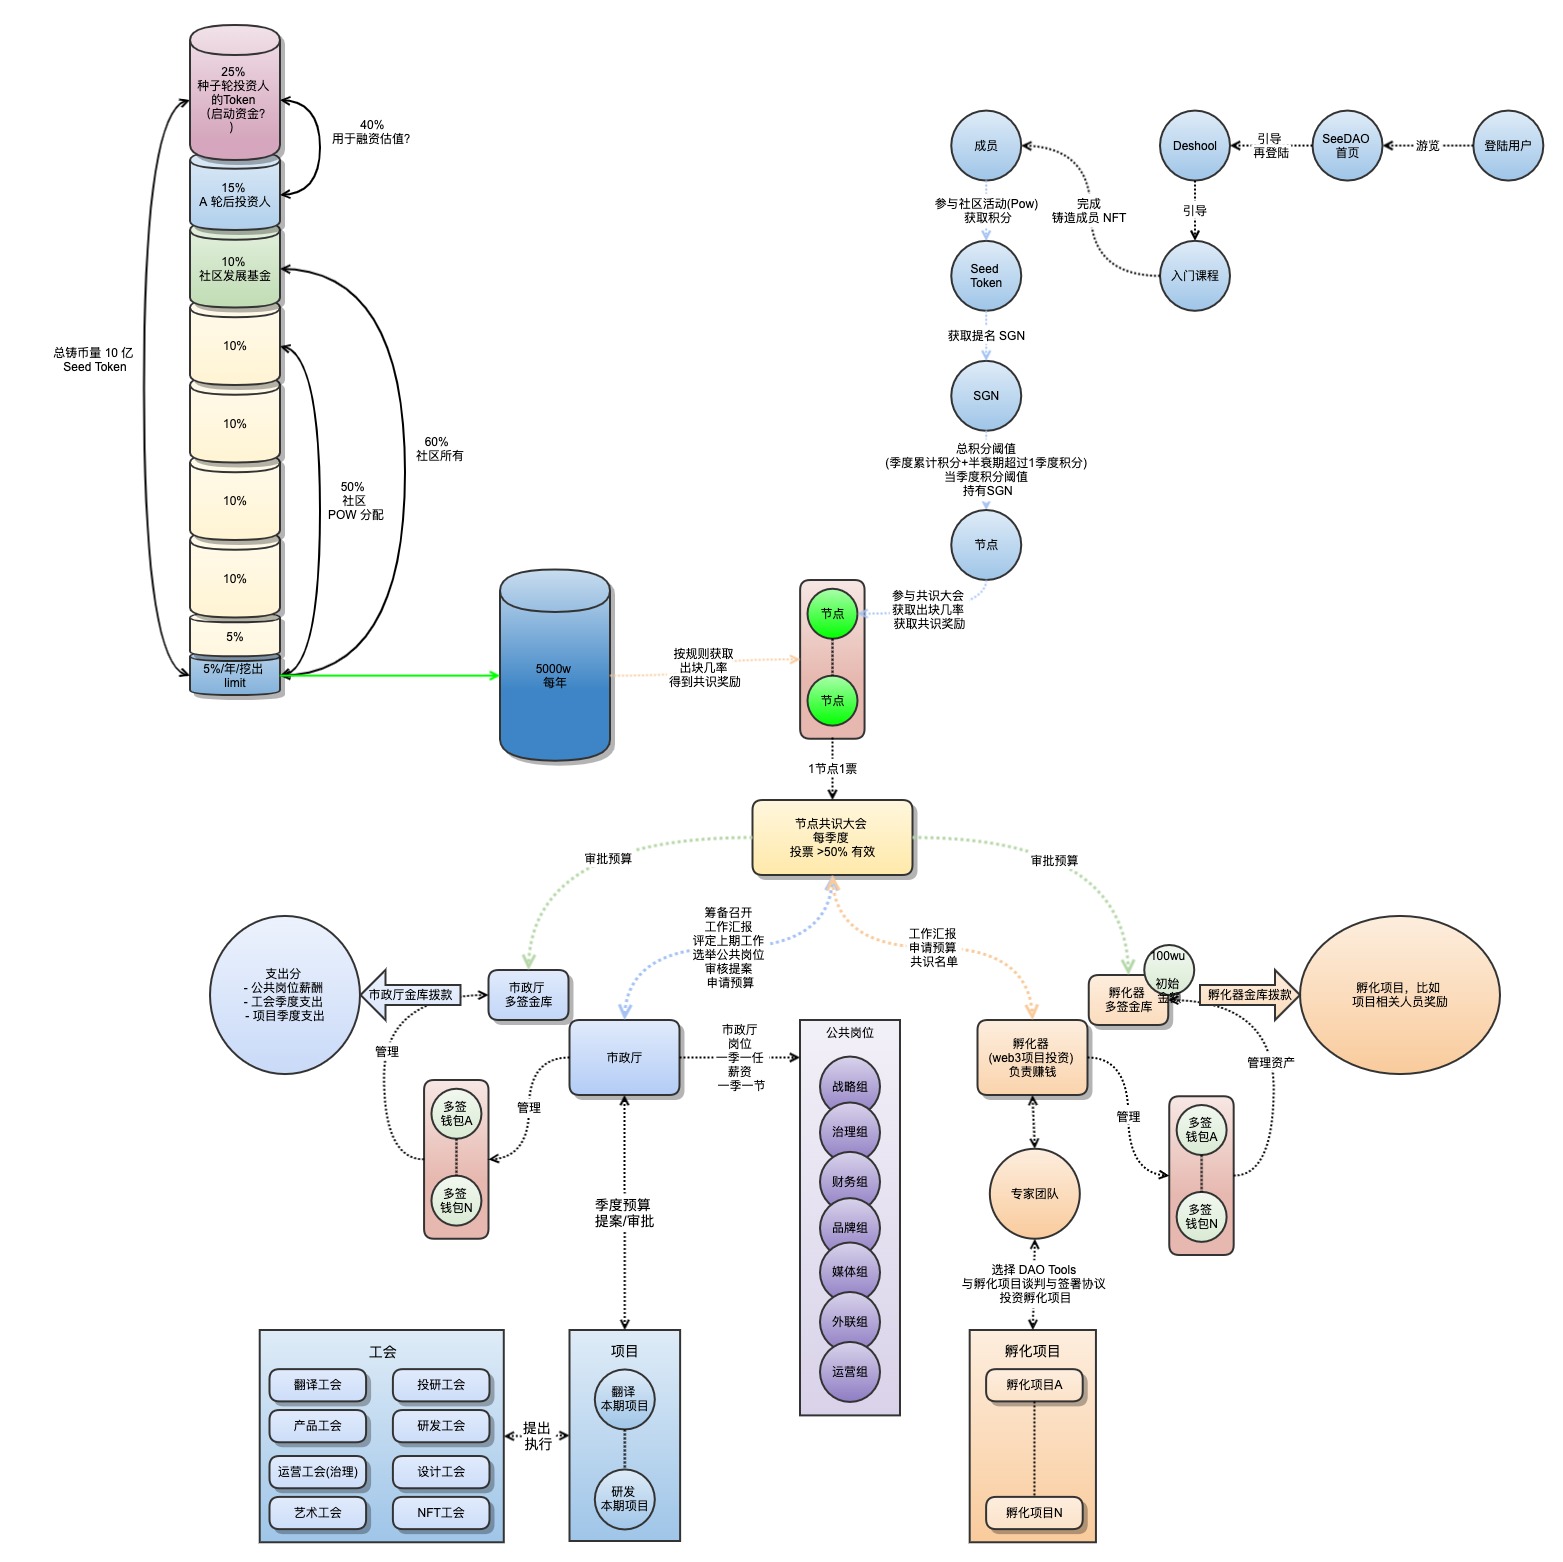 25%
种子轮投资人
的Token
（启动资金?
）
40%
用于融资估值?
15%
A 轮后投资人
10%
社区发展基金
10%
总铸币量 10 亿
Seed Token
10%
60%
社区所有
10%
50%
社区
POW 分配
10%
5%
5%/年/挖出
limit
5000w
每年
按规则获取
出块几率
得到共识奖励
登陆用户
游览
SeeDAO
首页
引导
再登陆
Deshool
引导
入门课程
完成
铸造成员 NFT
成员
参与社区活动(Pow)
获取积分
Seed
Token
获取提名 SGN
SGN
总积分阈值
(季度累计积分+半衰期超过1季度积分)
当季度积分阈值
持有SGN
节点
参与共识大会
获取出块几率
获取共识奖励
节点
节点
1节点1票
节点共识大会
每季度
投票 >50% 有效
审批预算
审批预算
筹备召开
工作汇报
评定上期工作
选举公共岗位
审核提案
申请预算
工作汇报
申请预算
共识名单
支出分
- 公共岗位薪酬
- 工会季度支出
- 项目季度支出
市政厅金库拨款
市政厅
多签金库
管理
市政厅
管理
多签
钱包A
多签
钱包N
市政厅
岗位
一季一任
薪资
一季一节
公共岗位
战略组
治理组
财务组
品牌组
媒体组
外联组
运营组
孵化器
(web3项目投资)
负责赚钱
孵化器
多签金库
100wu
初始
金额
孵化器金库拨款
孵化项目，比如
项目相关人员奖励
管理资产
管理
多签
钱包A
多签
钱包N
专家团队
选择 DAO Tools
与孵化项目谈判与签署协议
投资孵化项目
孵化项目
孵化项目A
孵化项目N
季度预算
提案/审批
工会
翻译工会
投研工会
产品工会
研发工会
运营工会(治理)
设计工会
艺术工会
NFT工会
提出
执行
项目
翻译
本期项目
研发
本期项目